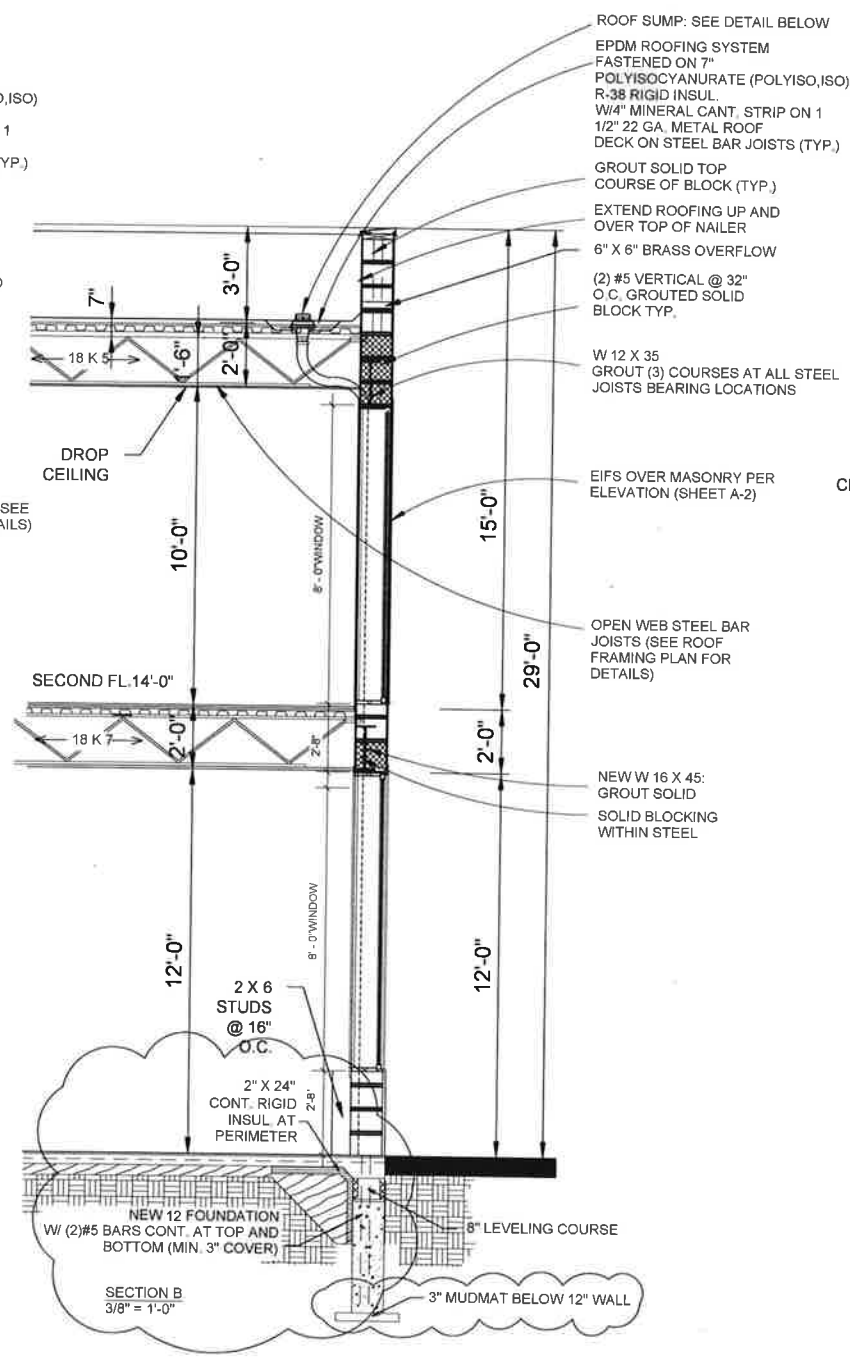 O,ISO)
1
YP.)
SEE
AILS)
ROOF SUMP: SEE DETAIL BELOW
EPDM ROOFING SYSTEM
FASTENED ON 7"
POLYISOCYANURATE (POLYISO,ISO)
R-38 RIGID INSUL.
W/4" MINERAL CANT. STRIP ON 1
1/2" 22 GA. METAL ROOF
DECK ON STEEL BAR JOISTS (TYP.)
GROUT SOLID TOP
COURSE OF BLOCK (TYP.)
EXTEND ROOFING UP AND
OVER TOP OF NAILER
6" X 6" BRASS OVERFLOW
(2) #5 VERTICAL @ 32"
O.C. GROUTED SOLID
BLOCK TYP.
W 12 X 35
GROUT (3) COURSES AT ALL STEEL
JOISTS BEARING LOCATIONS
EIFS OVER MASONRY PER
ELEVATION (SHEET A-2)
OPEN WEB STEEL BAR
JOISTS (SEE ROOF
FRAMING PLAN FOR
DETAILS)
NEW W 16 X 45:
GROUT SOLID
SOLID BLOCKING
WITHIN STEEL
3'-0"
7"
'-6"
2'-0"
18 K 5
DROP
CEILING
10'-0"
8' - 0"WINDOW
15'-0"
29'-0"
SECOND FL.14'-0"
18 K 7
2'-0"
2'-8"
2'-0"
12'-0"
8' - 0"WINDOW
12'-0"
2 X 6
STUDS
@ 16"
O.C.
2" X 24"
CONT. RIGID
INSUL. AT
PERIMETER
2'-8"
NEW 12 FOUNDATION
W/ (2)#5 BARS CONT. AT TOP AND
BOTTOM (MIN. 3" COVER)
8" LEVELING COURSE
SECTION B
3/8" = 1'-0"
3" MUDMAT BELOW 12" WALL